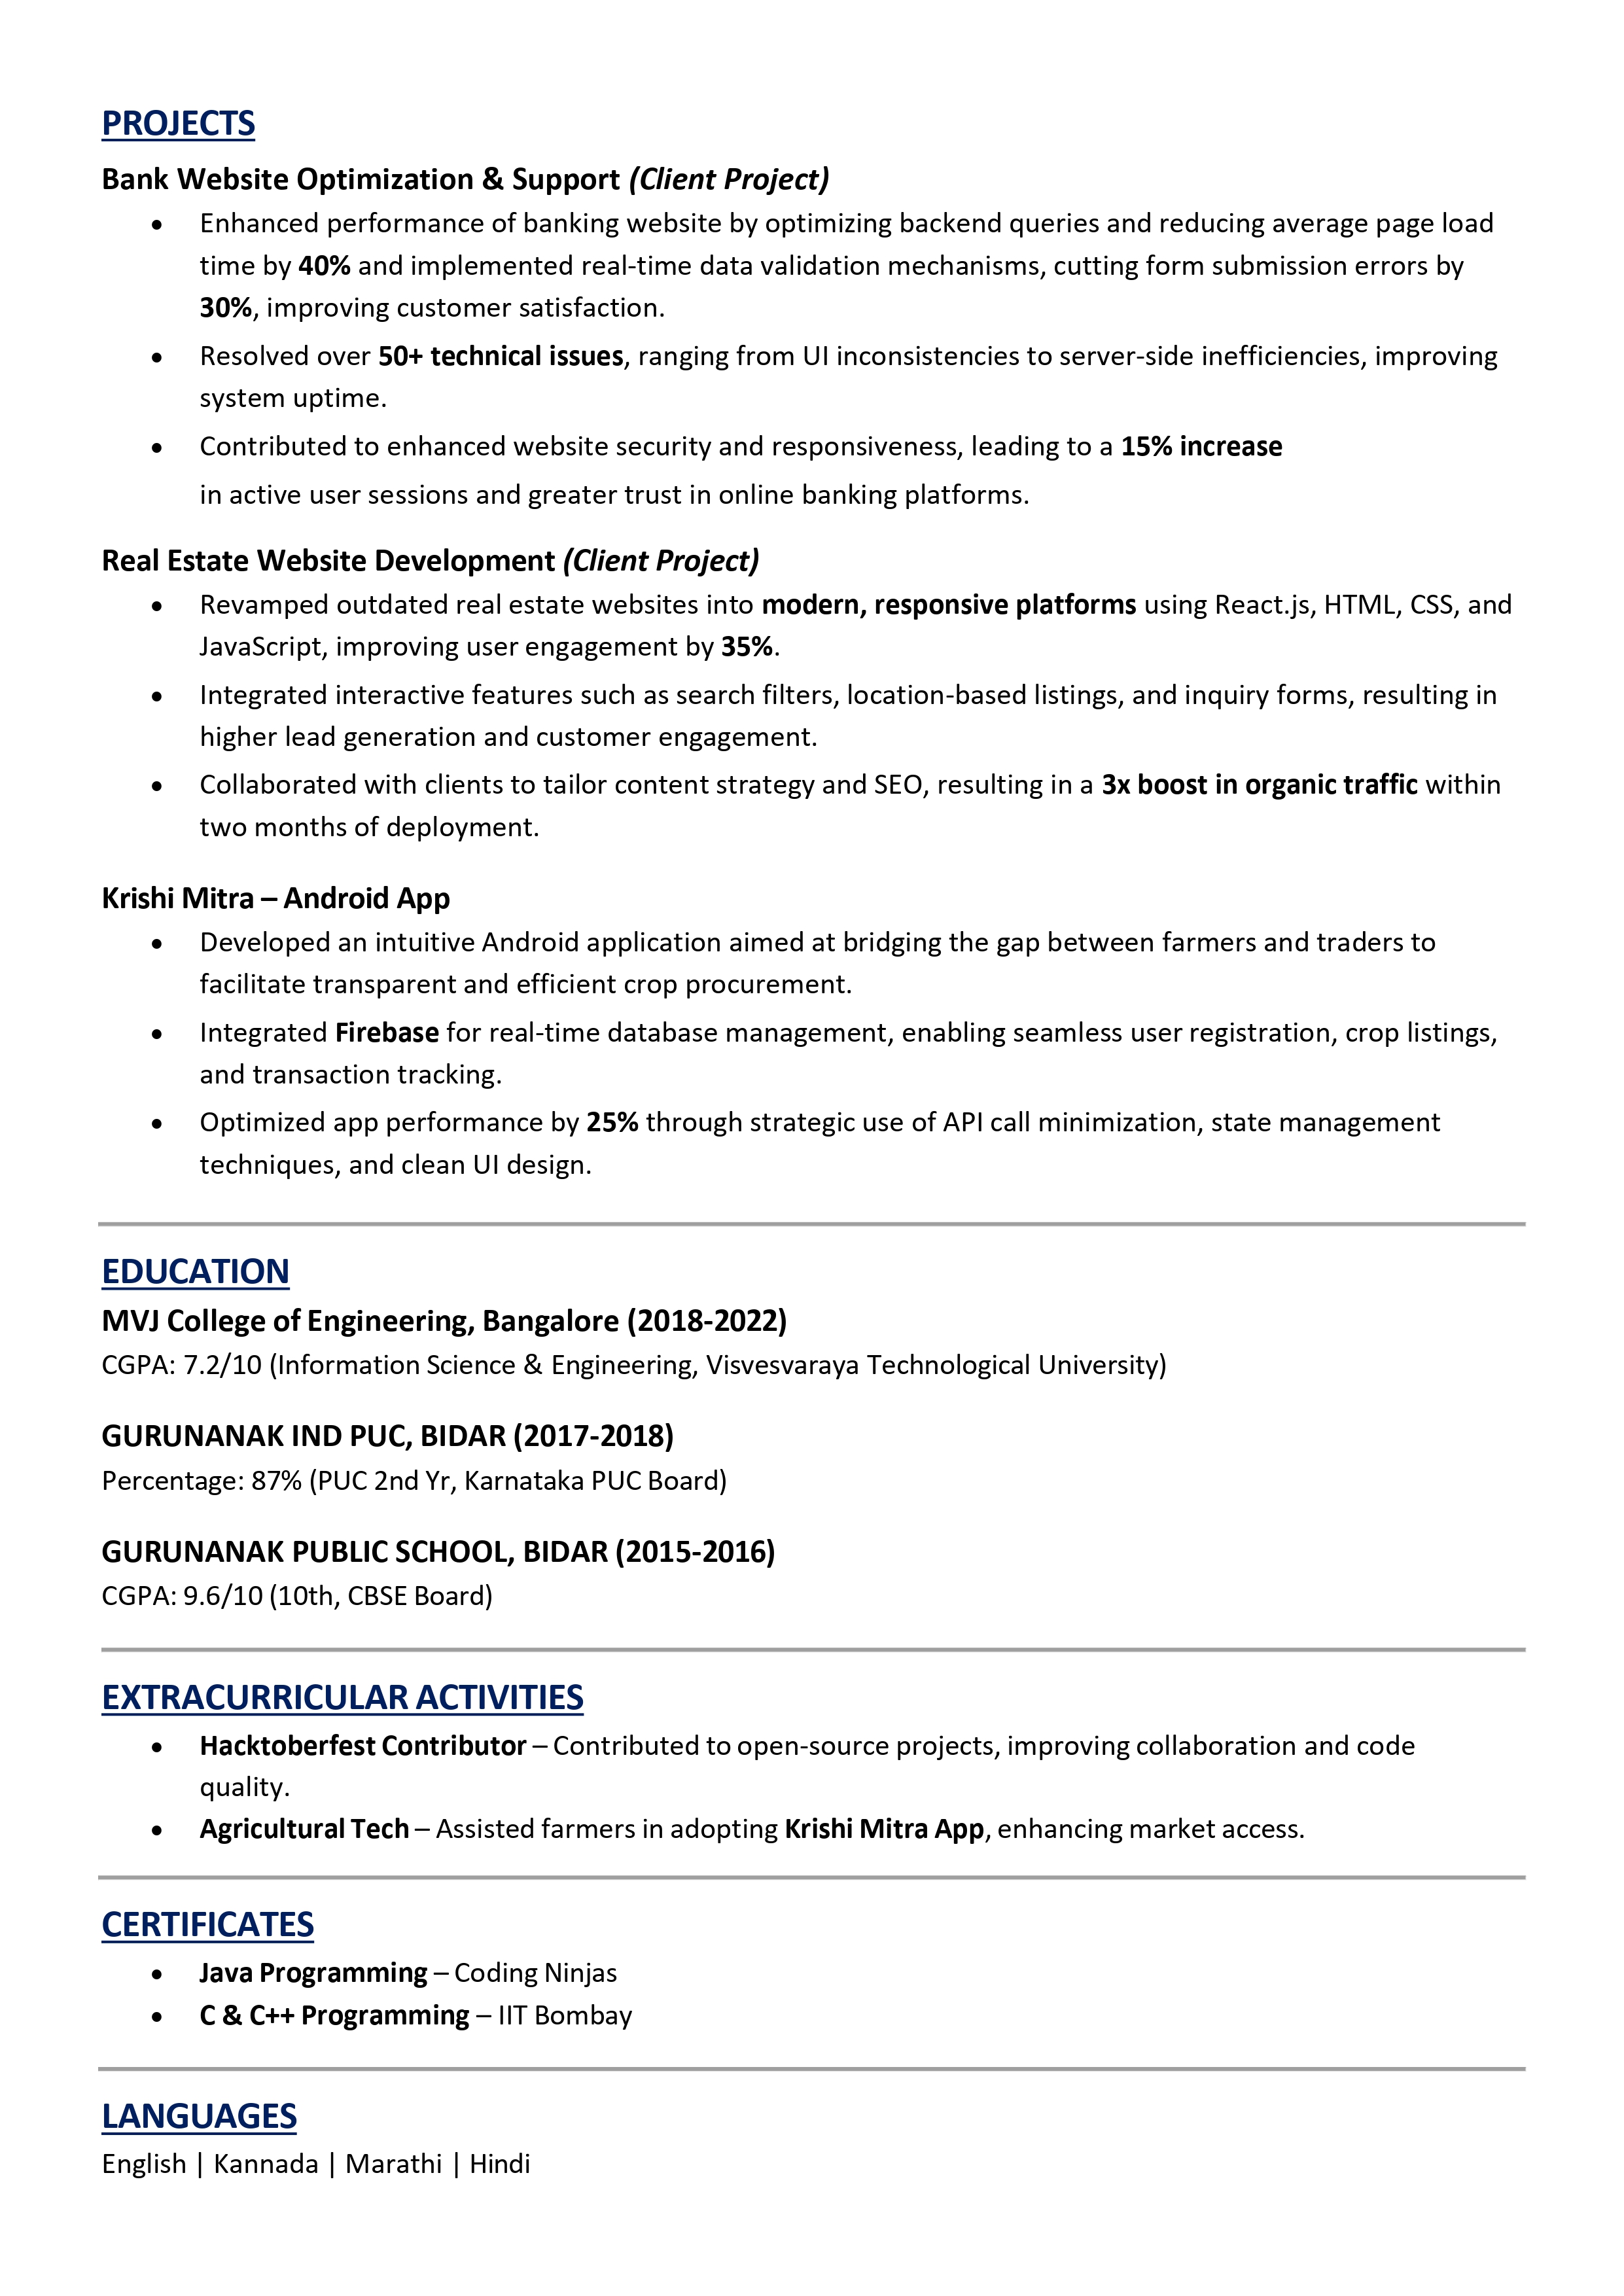 PROJECTS
Bank Website Optimization & Support (Client Project)
• Enhanced performance of banking website by optimizing backend queries and reducing average page load
time by 40% and implemented real-time data validation mechanisms, cutting form submission errors by
30%, improving customer satisfaction.
• Resolved over 50+ technical issues, ranging from UI inconsistencies to server-side inefficiencies, improving
system uptime.
• Contributed to enhanced website security and responsiveness, leading to a 15% increase
in active user sessions and greater trust in online banking platforms.
Real Estate Website Development (Client Project)
• Revamped outdated real estate websites into modern, responsive platforms using React.js, HTML, CSS, and
JavaScript, improving user engagement by 35%.
• Integrated interactive features such as search filters, location-based listings, and inquiry forms, resulting in
higher lead generation and customer engagement.
• Collaborated with clients to tailor content strategy and SEO, resulting in a 3x boost in organic traffic within
two months of deployment.
Krishi Mitra – Android App
• Developed an intuitive Android application aimed at bridging the gap between farmers and traders to
facilitate transparent and efficient crop procurement.
• Integrated Firebase for real-time database management, enabling seamless user registration, crop listings,
and transaction tracking.
• Optimized app performance by 25% through strategic use of API call minimization, state management
techniques, and clean UI design.
EDUCATION
MVJ College of Engineering, Bangalore (2018-2022)
CGPA: 7.2/10 (Information Science & Engineering, Visvesvaraya Technological University)
GURUNANAK IND PUC, BIDAR (2017-2018)
Percentage: 87% (PUC 2nd Yr, Karnataka PUC Board)
GURUNANAK PUBLIC SCHOOL, BIDAR (2015-2016)
CGPA: 9.6/10 (10th, CBSE Board)
EXTRACURRICULAR ACTIVITIES
• Hacktoberfest Contributor – Contributed to open-source projects, improving collaboration and code
quality.
• Agricultural Tech – Assisted farmers in adopting Krishi Mitra App, enhancing market access.
CERTIFICATES
• Java Programming – Coding Ninjas
• C & C++ Programming – IIT Bombay
LANGUAGES
English | Kannada | Marathi | Hindi